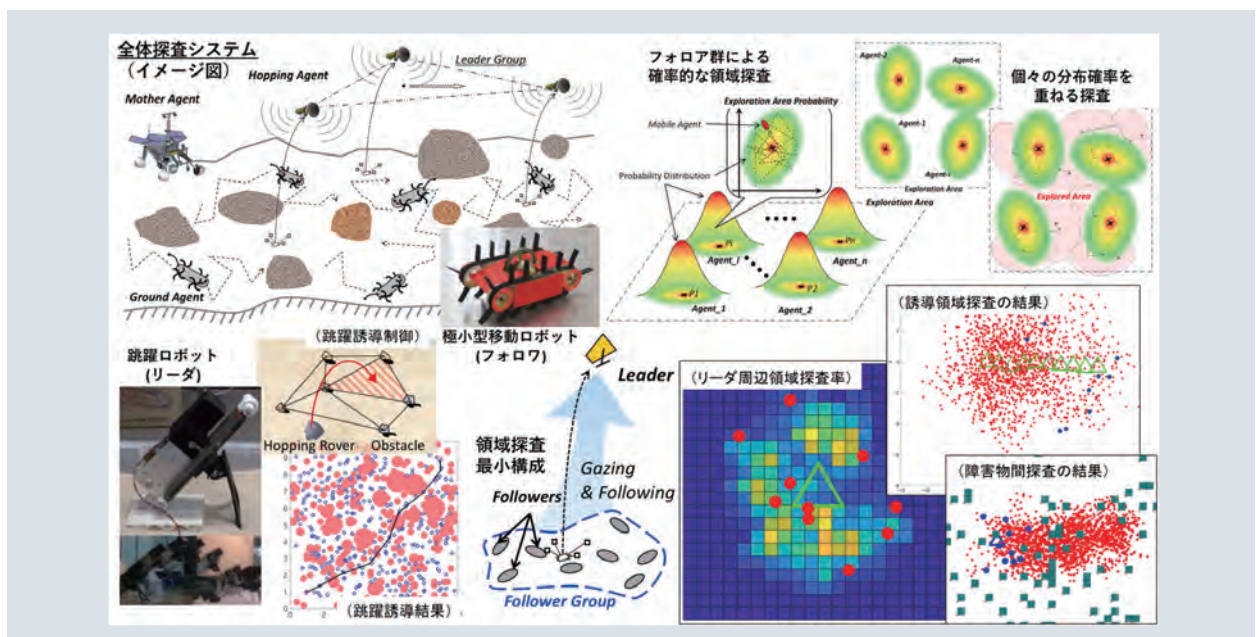 全体探査システム
（イメージ図）
Hopping Agent
Leader Group
Mother Agent
Ground Agent
フォロア群による
確率的な領域探査
Exploration Area Probability
Mobile Agent
Probability Distribution
Exploration Area
Pi
Pn
Agent_i
Agent_n
P1
P2
Agent_1
Agent_2
Agent-2
Agent-n
Agent-1
Exploration Area
個々の分布確率を
重ねる探査
Explored Area
跳躍ロボット
(リーダ)
(跳躍誘導制御)
Hopping Rover
Obstacle
(跳躍誘導結果)
極小型移動ロボット
(フォロワ)
Leader
領域探査
最小構成
Gazing
& Following
Followers
Follower Group
(リーダ周辺領域探査率)
(誘導領域探査の結果)
(障害物間探査の結果)